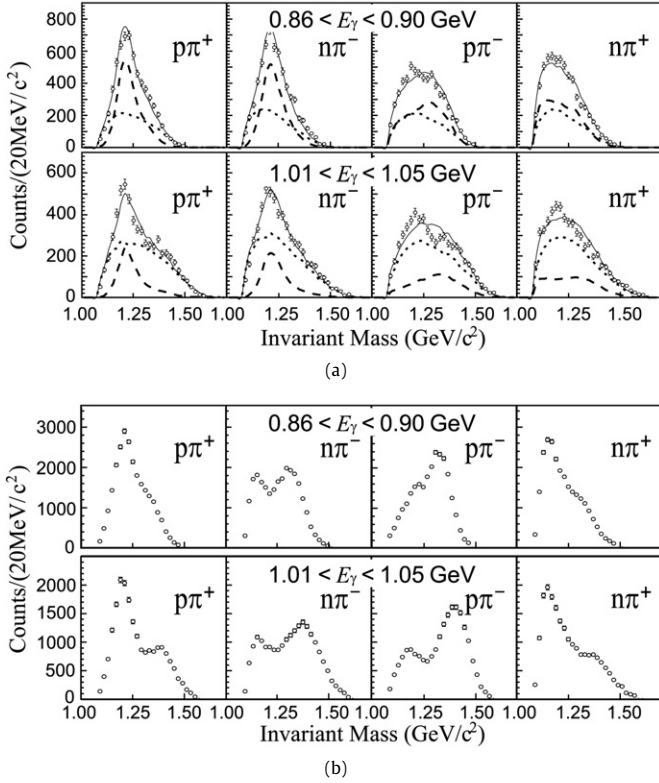 0.86 < Eγ < 0.90 GeV
800
600
400
200
0
pπ⁺
nπ⁻
pπ⁻
nπ⁺
1.01 < Eγ < 1.05 GeV
600
400
200
0
pπ⁺
nπ⁻
pπ⁻
nπ⁺
Counts/(20MeV/c²)
1.00 1.25 1.50 1.00 1.25 1.50 1.00 1.25 1.50 1.00 1.25 1.50
Invariant Mass (GeV/c²)
(a)
0.86 < Eγ < 0.90 GeV
3000
2000
1000
0
pπ⁺
nπ⁻
pπ⁻
nπ⁺
1.01 < Eγ < 1.05 GeV
2000
1500
1000
500
0
pπ⁺
nπ⁻
pπ⁻
nπ⁺
Counts/(20MeV/c²)
1.00 1.25 1.50 1.00 1.25 1.50 1.00 1.25 1.50 1.00 1.25 1.50
Invariant Mass (GeV/c²)
(b)